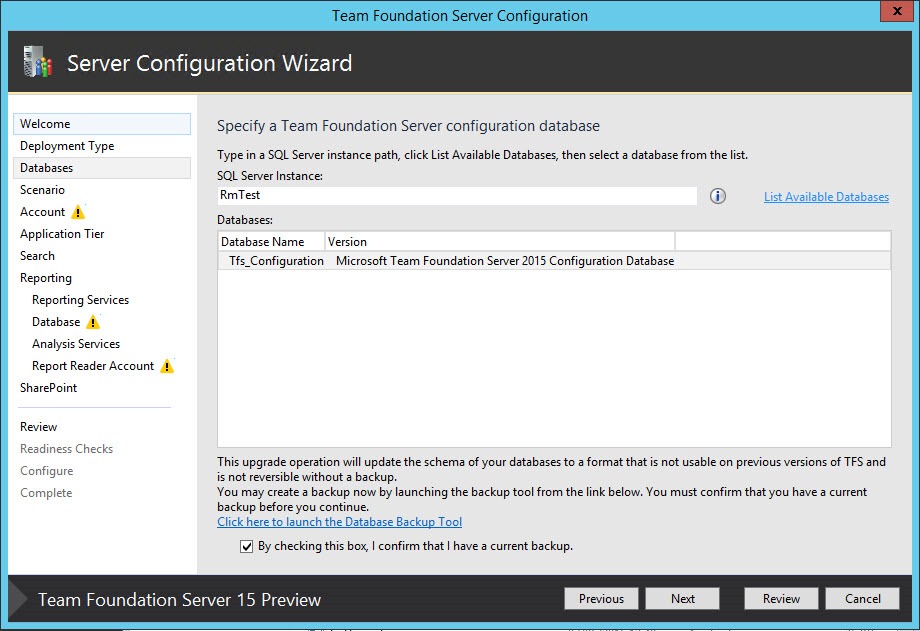 Team Foundation Server Configuration
x
Server Configuration Wizard
Welcome
Deployment Type
Databases
Scenario
Account
Application Tier
Search
Reporting
Reporting Services
Database
Analysis Services
Report Reader Account
SharePoint
Review
Readiness Checks
Configure
Complete
Specify a Team Foundation Server configuration database
Type in a SQL Server instance path, click List Available Databases, then select a database from the list.
SQL Server Instance:
RmTest
List Available Databases
Databases:
Database Name Version
Tfs_Configuration Microsoft Team Foundation Server 2015 Configuration Database
This upgrade operation will update the schema of your databases to a format that is not usable on previous versions of TFS and
is not reversible without a backup.
You may create a backup now by launching the backup tool from the link below. You must confirm that you have a current
backup before you continue.
Click here to launch the Database Backup Tool
By checking this box, I confirm that I have a current backup.
Team Foundation Server 15 Preview
Previous Next Review Cancel